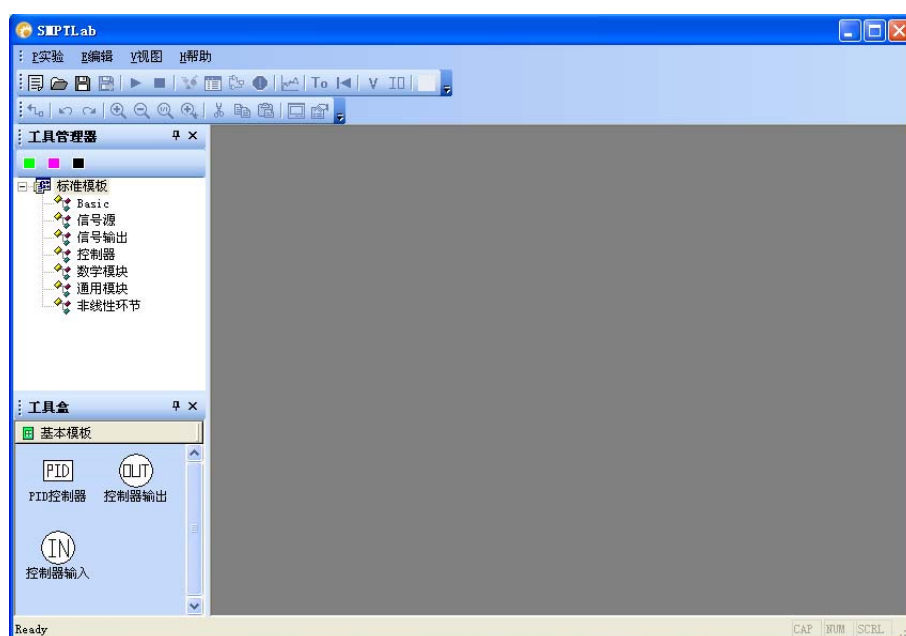 SMPTLab
P实验 E编辑 V视图 H帮助
To V IO
工具管理器
标准模板
Basic
信号源
信号输出
控制器
数学模块
通用模块
非线性环节
工具盒
基本模板
PID OUT
PID控制器 控制器输出
IN
控制器输入
Ready CAP NUM SCRL